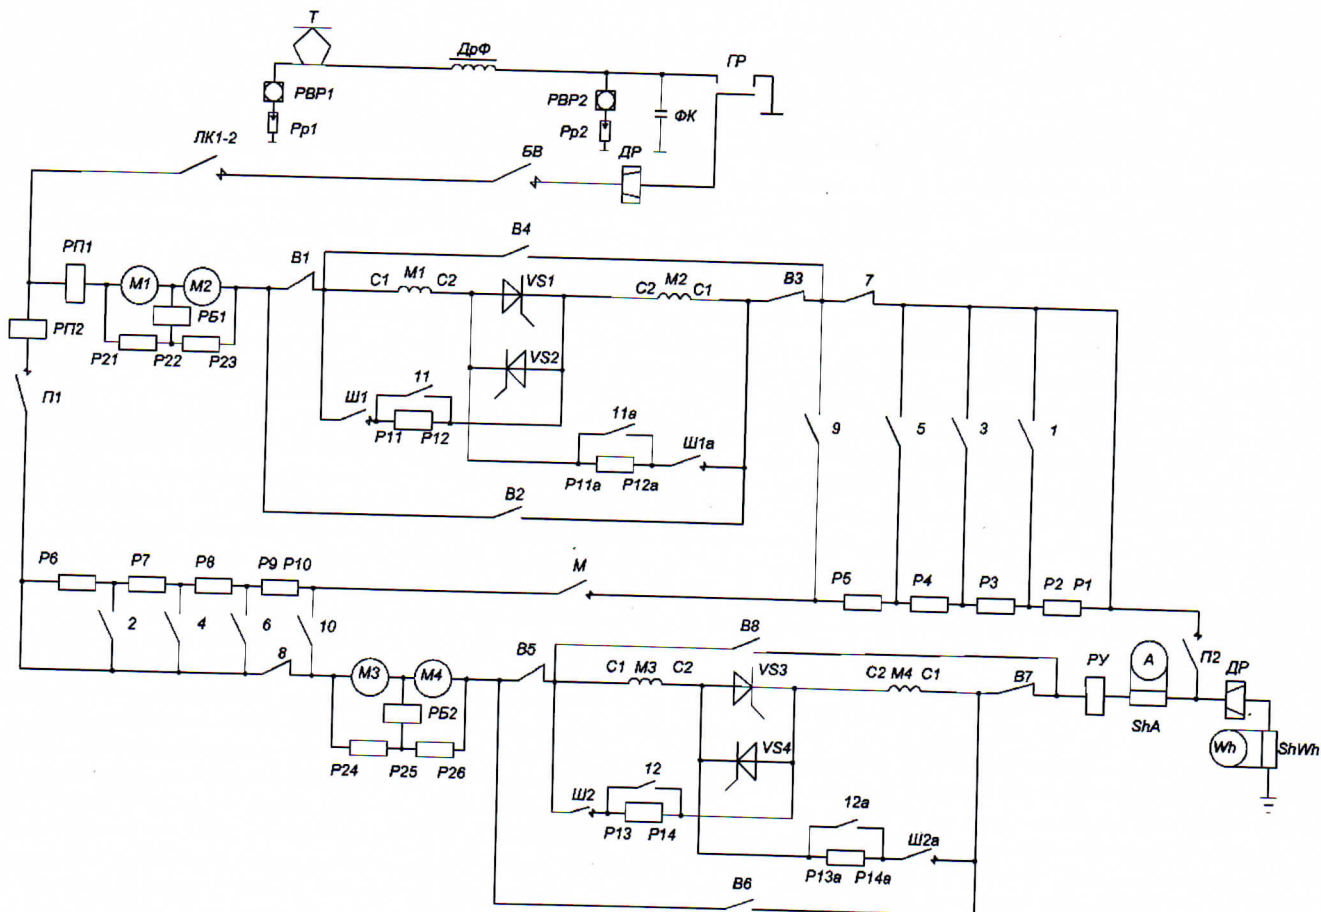 Т
ДрФ
ГР
РВР1
РВР2
ФК
Рр1
Рр2
ЛК1-2
БВ
ДР
В4
РП1
В1
М1
М2
С1
М1
С2
VS1
С2
М2
С1
В3
7
РБ1
РП2
Р21
Р22
Р23
VS2
П1
Ш1
11
Р11
Р12
11а
Ш1а
Р11а
Р12а
9
5
3
1
В2
Р6
Р7
Р8
Р9
Р10
М
Р5
Р4
Р3
Р2
Р1
2
4
6
10
8
В8
П2
М3
М4
В5
С1
М3
С2
VS3
С2
М4
С1
В7
РУ
А
ДР
ShA
РБ2
Wh
ShWh
Р24
Р25
Р26
VS4
Ш2
12
Р13
Р14
12а
Ш2а
Р13а
Р14а
В6